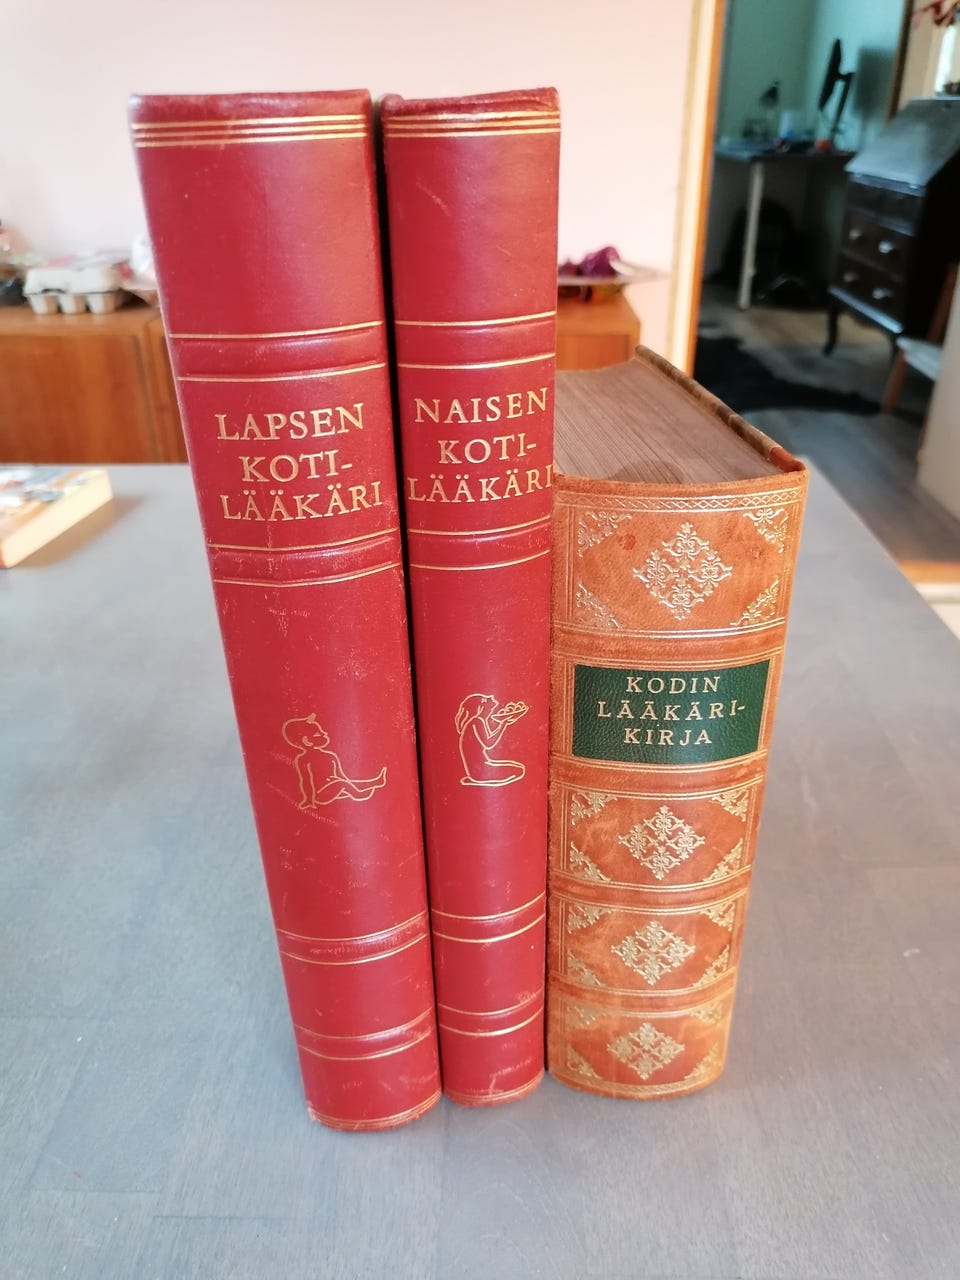 LAPSEN
KOTI-
LÄÄKÄRI
NAISEN
KOTI-
LÄÄKÄRI
KODIN
LÄÄKÄRI-
KIRJA